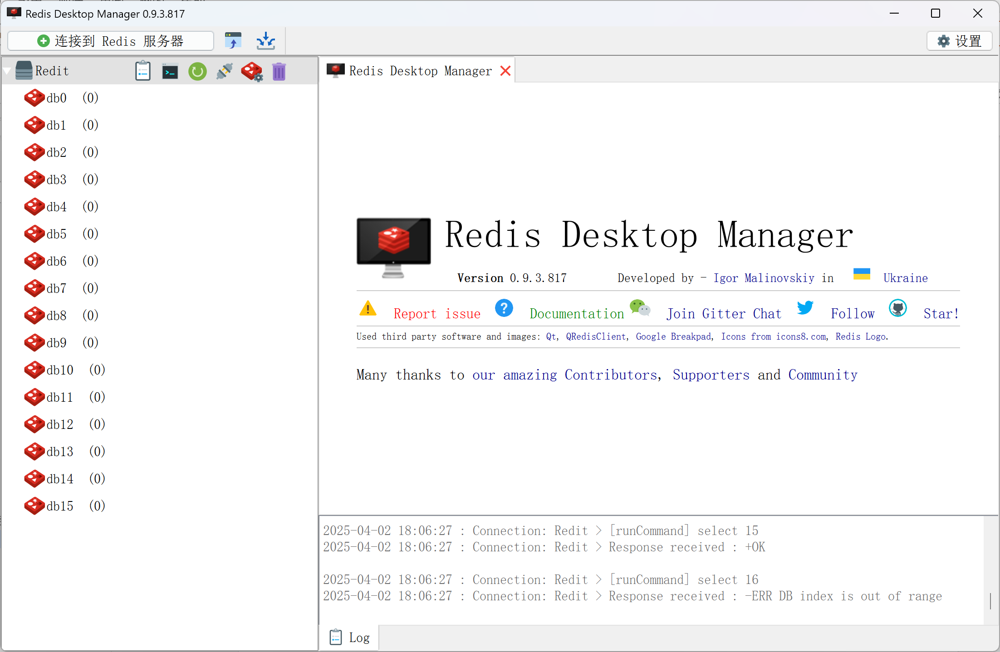 Redis Desktop Manager 0.9.3.817
连接到 Redis 服务器
设置
Redit
Redis Desktop Manager
db0 (0)
db1 (0)
db2 (0)
db3 (0)
db4 (0)
db5 (0)
db6 (0)
db7 (0)
db8 (0)
db9 (0)
db10 (0)
db11 (0)
db12 (0)
db13 (0)
db14 (0)
db15 (0)
Redis Desktop Manager
Version 0.9.3.817 Developed by - Igor Malinovskiy in Ukraine
Report issue Documentation Join Gitter Chat Follow Star!
Used third party software and images: Qt, QRedisClient, Google Breakpad, Icons from icons8.com, Redis Logo.
Many thanks to our amazing Contributors, Supporters and Community
2025-04-02 18:06:27 : Connection: Redit > [runCommand] select 15
2025-04-02 18:06:27 : Connection: Redit > Response received : +OK
2025-04-02 18:06:27 : Connection: Redit > [runCommand] select 16
2025-04-02 18:06:27 : Connection: Redit > Response received : -ERR DB index is out of range
Log